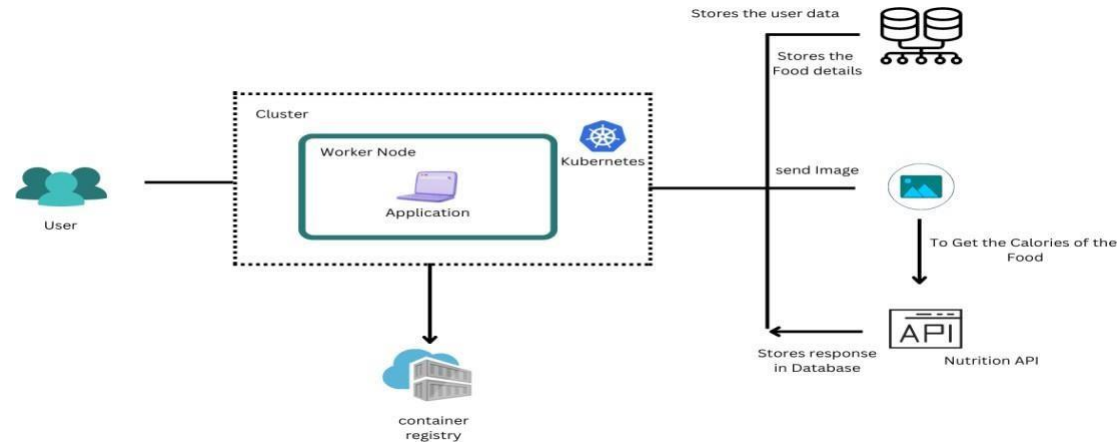 Stores the user data
Stores the
Food details
Cluster
Worker Node
Kubernetes
Application
User
send Image
To Get the Calories of the
Food
API
Nutrition API
Stores response
in Database
container
registry